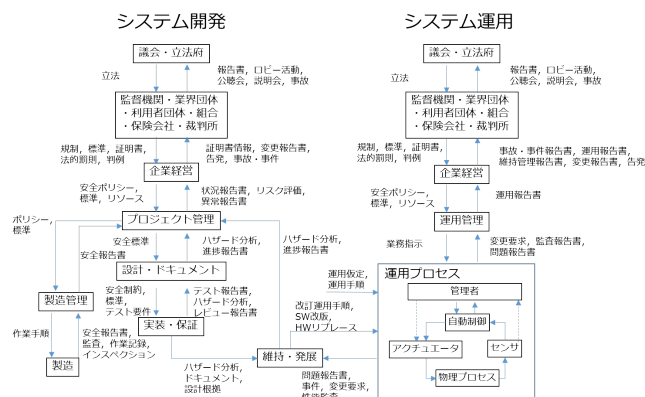 システム開発
システム運用
議会・立法府
立法
報告書, ロビー活動,
公聴会, 説明会, 事故
監督機関・業界団体
・利用者団体・組合
・保険会社・裁判所
規制, 標準, 証明書,
法的罰則, 判例
証明書情報, 変更報告書,
告発, 事故・事件
企業経営
安全ポリシー,
標準, リソース
状況報告書, リスク評価,
異常報告書
ポリシー,
標準
プロジェクト管理
安全標準
ハザード分析,
進捗報告書
ハザード分析,
進捗報告書
安全報告書
設計・ドキュメント
安全制約,
標準,
テスト要件
テスト報告書,
ハザード分析,
レビュー報告書
製造管理
実装・保証
作業手順
安全報告書,
監査, 作業記録,
インスペクション
製造
ハザード分析,
ドキュメント,
設計根拠
維持・発展
議会・立法府
立法
報告書, ロビー活動,
公聴会, 説明会, 事故
監督機関・業界団体
・利用者団体・組合
・保険会社・裁判所
規制, 標準, 証明書,
法的罰則, 判例
事故・事件報告書, 運用報告書,
維持管理報告書, 変更報告書, 告発
企業経営
安全ポリシー,
標準, リソース
運用報告書
運用管理
業務指示
変更要求, 監査報告書,
問題報告書
運用仮定,
運用手順
改訂運用手順,
SW改版,
HWリプレース
問題報告書,
事件, 変更要求,
性能監査
運用プロセス
管理者
自動制御
アクチュエータ
センサ
物理プロセス